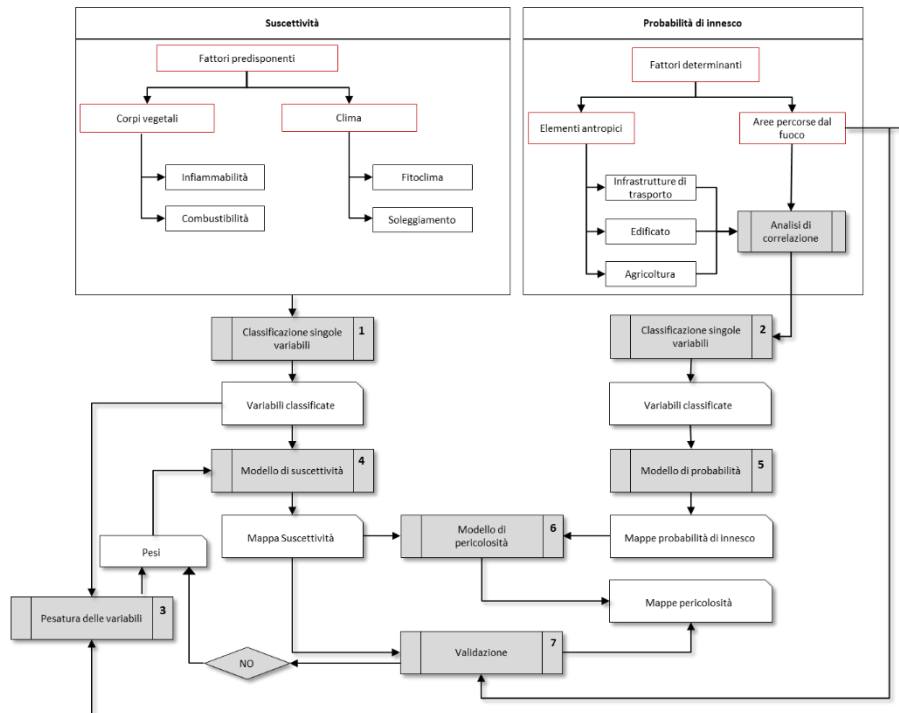 Suscettività
Fattori predisponenti
Corpi vegetali
Clima
Infiammabilità
Combustibilità
Fitoclima
Soleggiamento
Probabilità di innesco
Fattori determinanti
Elementi antropici
Aree percorse dal
fuoco
Infrastrutture di
trasporto
Edificato
Agricoltura
Analisi di
correlazione
Classificazione singole
variabili
1
Classificazione singole
variabili
2
Variabili classificate
Variabili classificate
Modello di suscettività
4
Modello di probabilità
5
Mappa Suscettività
Modello di
pericolosità
6
Mappe probabilità di innesco
Pesi
Mappe pericolosità
Pesatura delle variabili
3
NO
Validazione
7